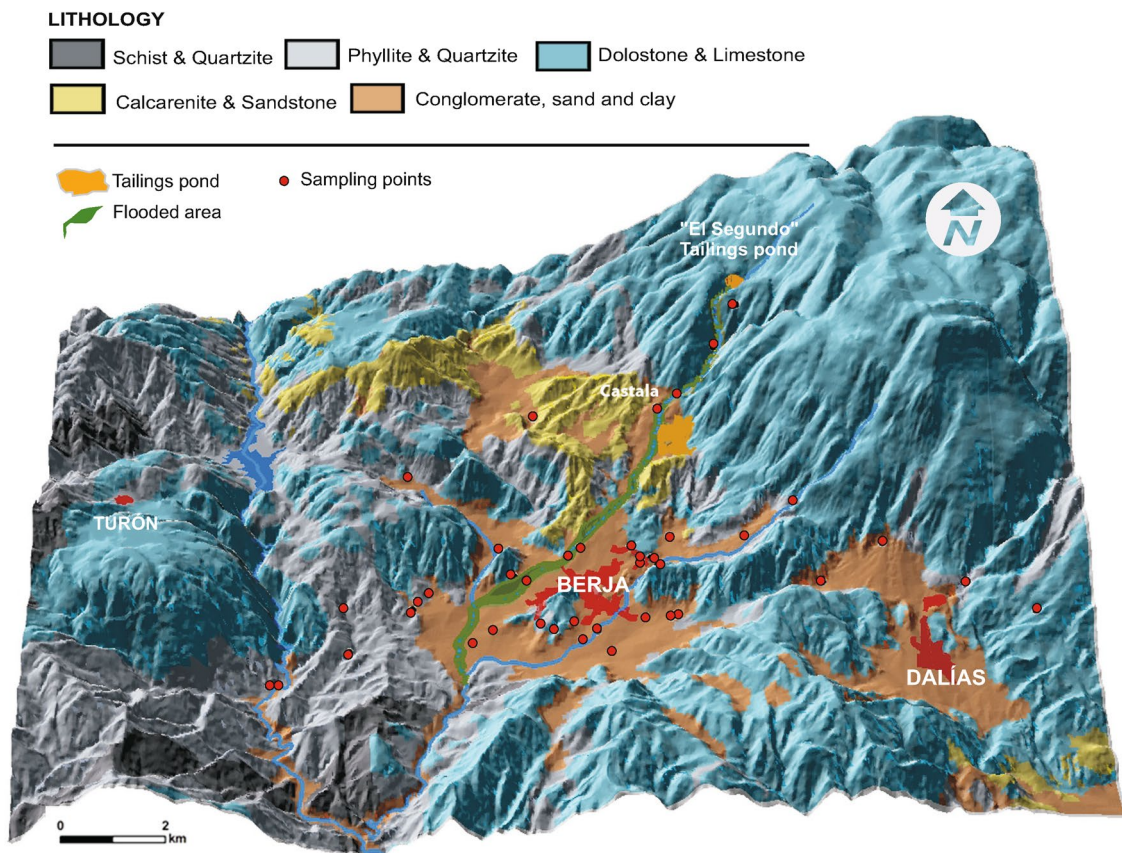 LITHOLOGY
Schist & Quartzite
Phyllite & Quartzite
Dolostone & Limestone
Calcarenite & Sandstone
Conglomerate, sand and clay
Tailings pond
Sampling points
Flooded area
"El Segundo"
Tailings pond
N
Castala
TURÓN
BERJA
DALÍAS
0 2
km